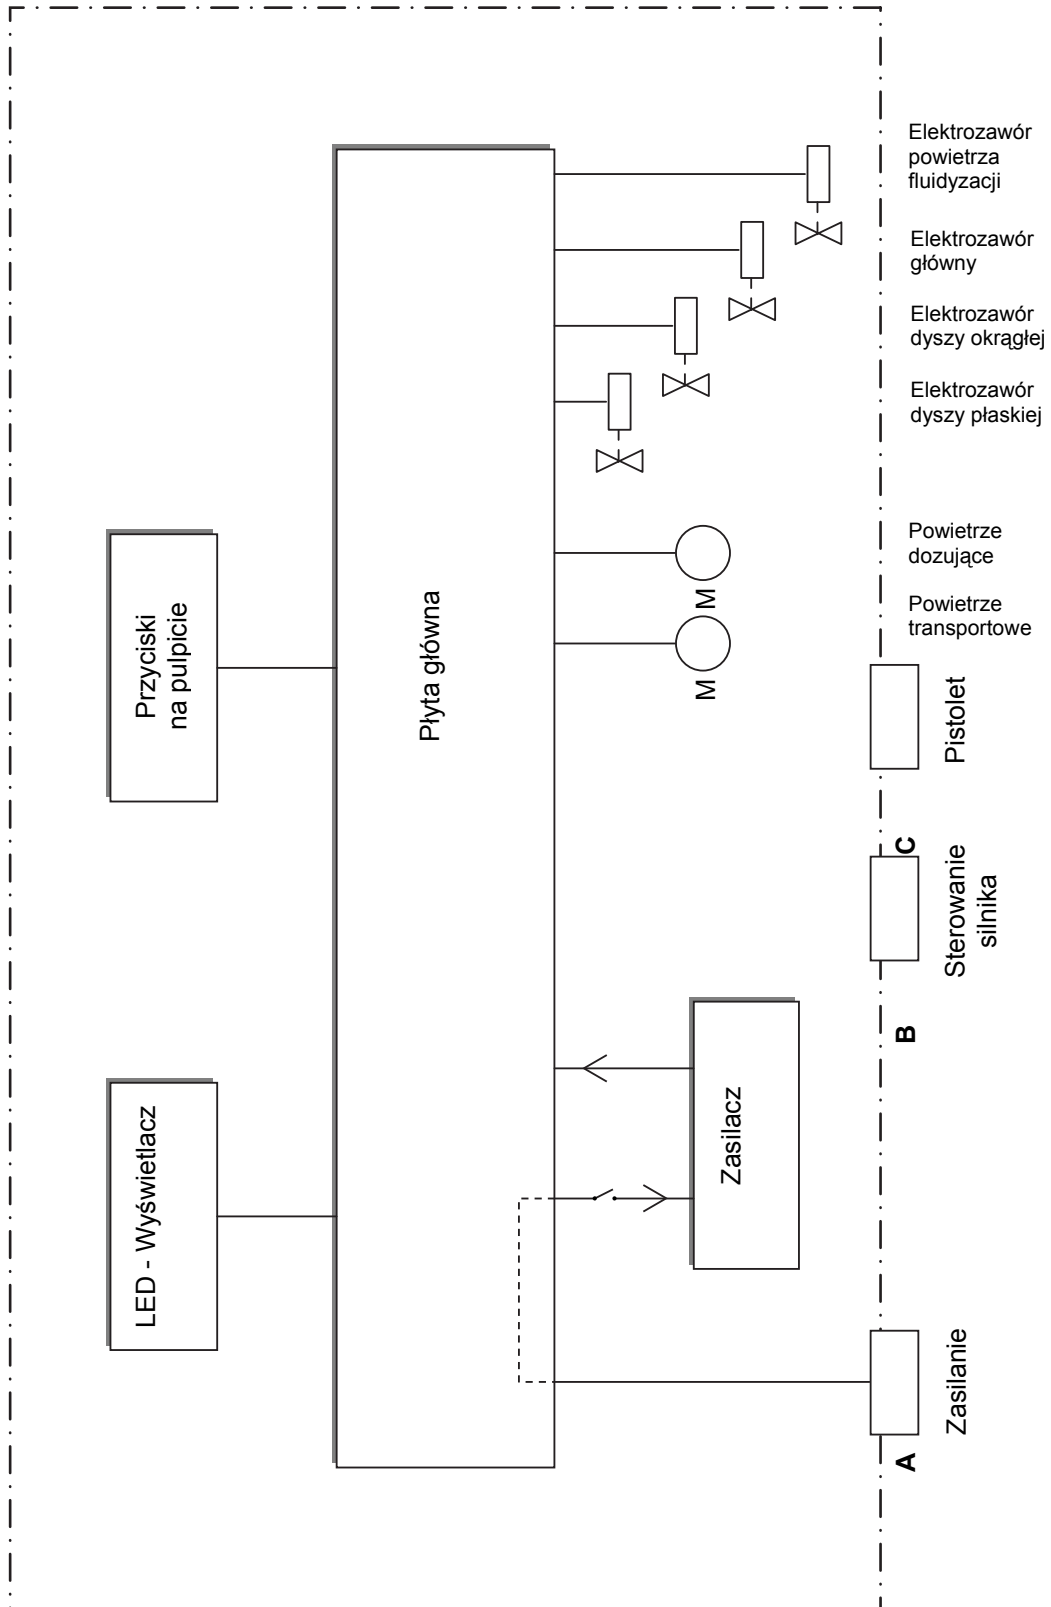 Elektrozawór
powietrza
fluidyzacji
Elektrozawór
główny
Elektrozawór
dyszy okrągłej
Elektrozawór
dyszy płaskiej
Powietrze
dozujące
Powietrze
transportowe
Przyciski
na pulpicie
Płyta główna
M
M
Pistolet
C
Sterowanie
silnika
B
LED - Wyświetlacz
Zasilacz
Zasilanie
A